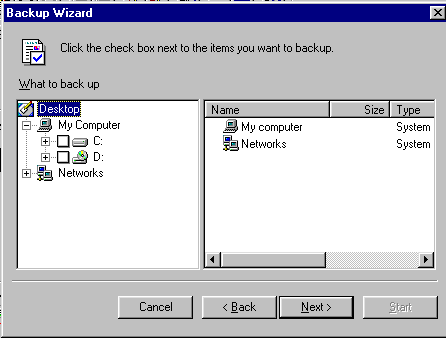 Backup Wizard
Click the check box next to the items you want to backup.
What to back up
Desktop
My Computer
C:
D:
Networks
Name Size Type
My computer System
Networks System
Cancel < Back Next > Start